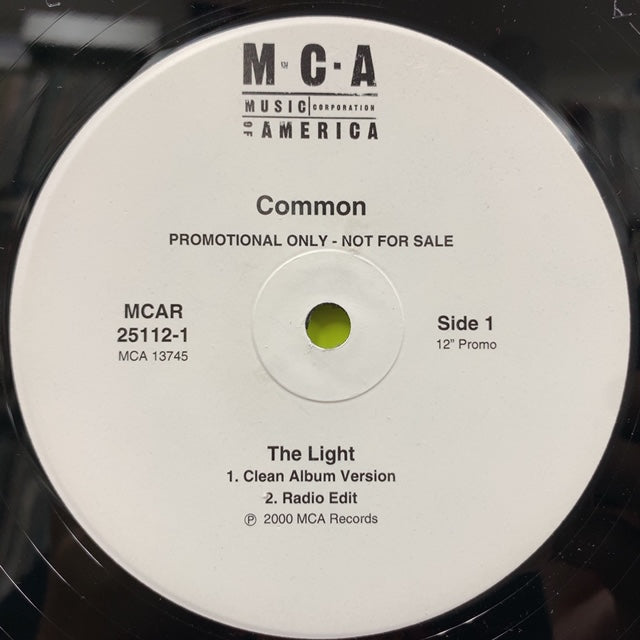 M·C·A
MUSIC CORPORATION
OF AMERICA
Common
PROMOTIONAL ONLY - NOT FOR SALE
MCAR
25112-1
MCA 13745
Side 1
12" Promo
The Light
1. Clean Album Version
2. Radio Edit
℗ 2000 MCA Records